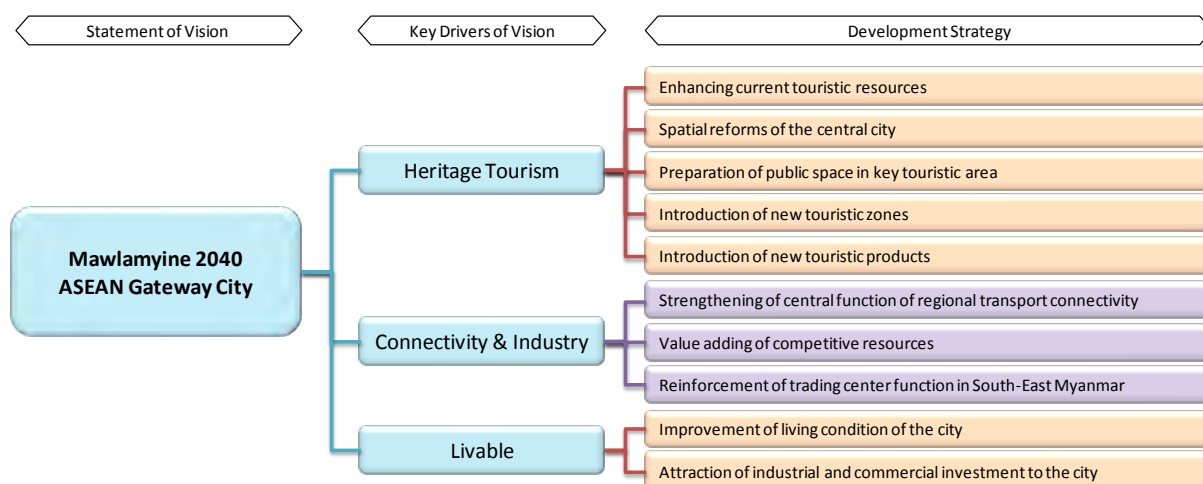 Statement of Vision
Key Drivers of Vision
Development Strategy
Mawlamyine 2040
ASEAN Gateway City
Heritage Tourism
Enhancing current touristic resources
Spatial reforms of the central city
Preparation of public space in key touristic area
Introduction of new touristic zones
Introduction of new touristic products
Connectivity & Industry
Strengthening of central function of regional transport connectivity
Value adding of competitive resources
Reinforcement of trading center function in South-East Myanmar
Livable
Improvement of living condition of the city
Attraction of industrial and commercial investment to the city